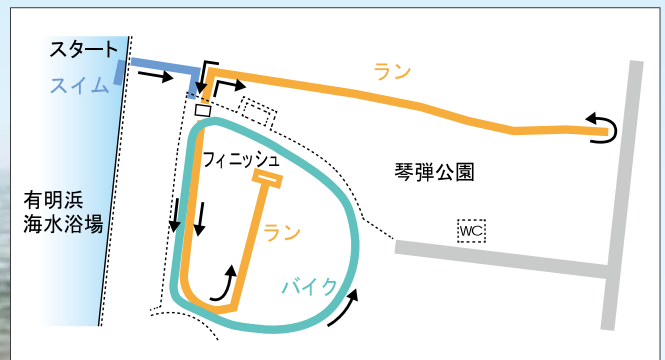 スタート
スイム
ラン
フィニッシュ
琴弾公園
有明浜
海水浴場
ラン
WC
バイク